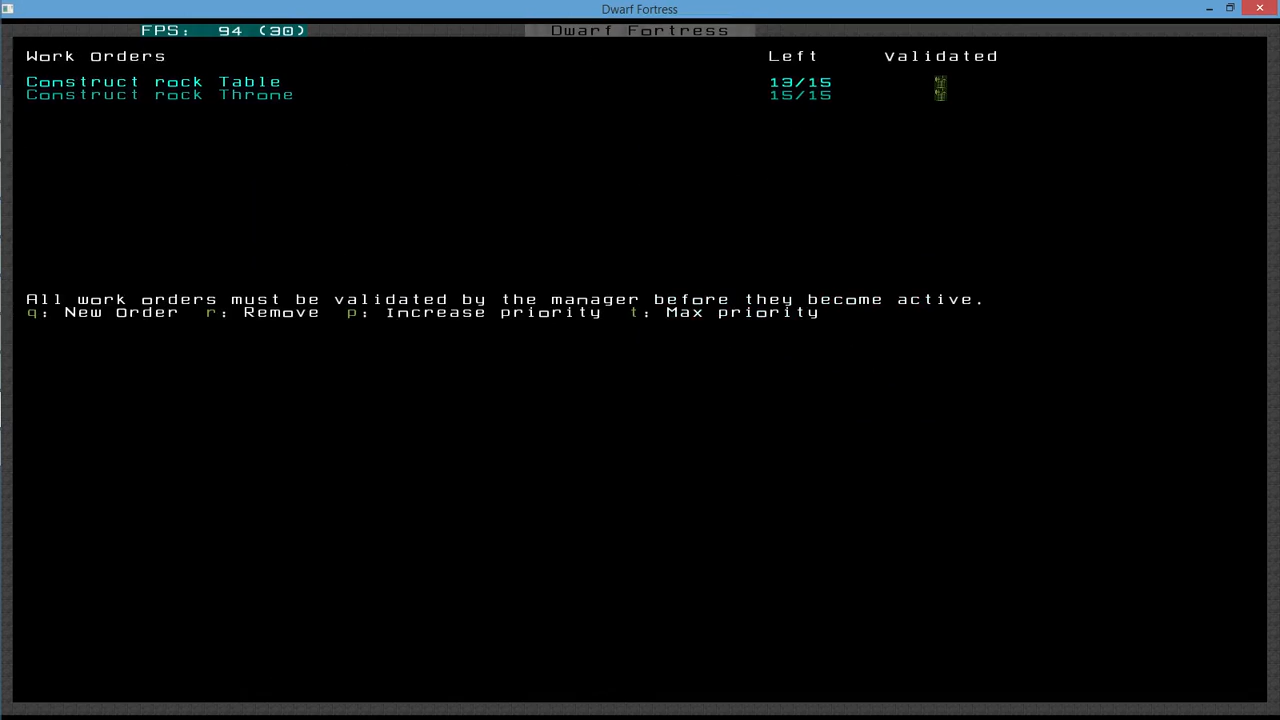 Dwarf Fortress
FPS: 94 (30) Dwarf Fortress
Work Orders Left Validated
Construct rock Table 13/15
Construct rock Throne 15/15
All work orders must be validated by the manager before they become active.
q: New Order r: Remove p: Increase priority t: Max priority